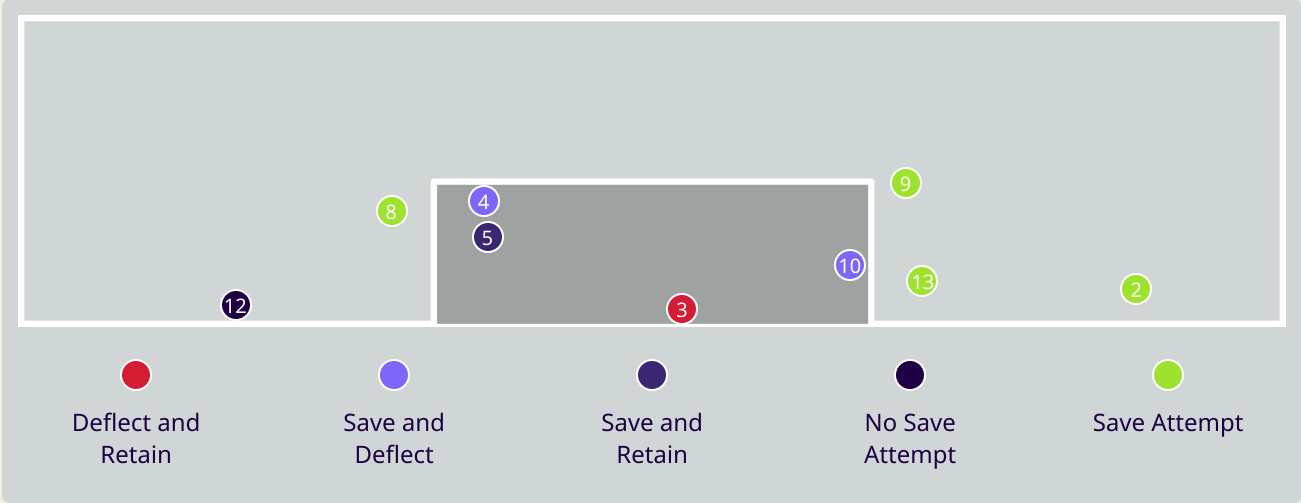 9
4
8
5
10
13
2
12
3
Deflect and
Retain
Save and
Deflect
Save and
Retain
No Save
Attempt
Save Attempt